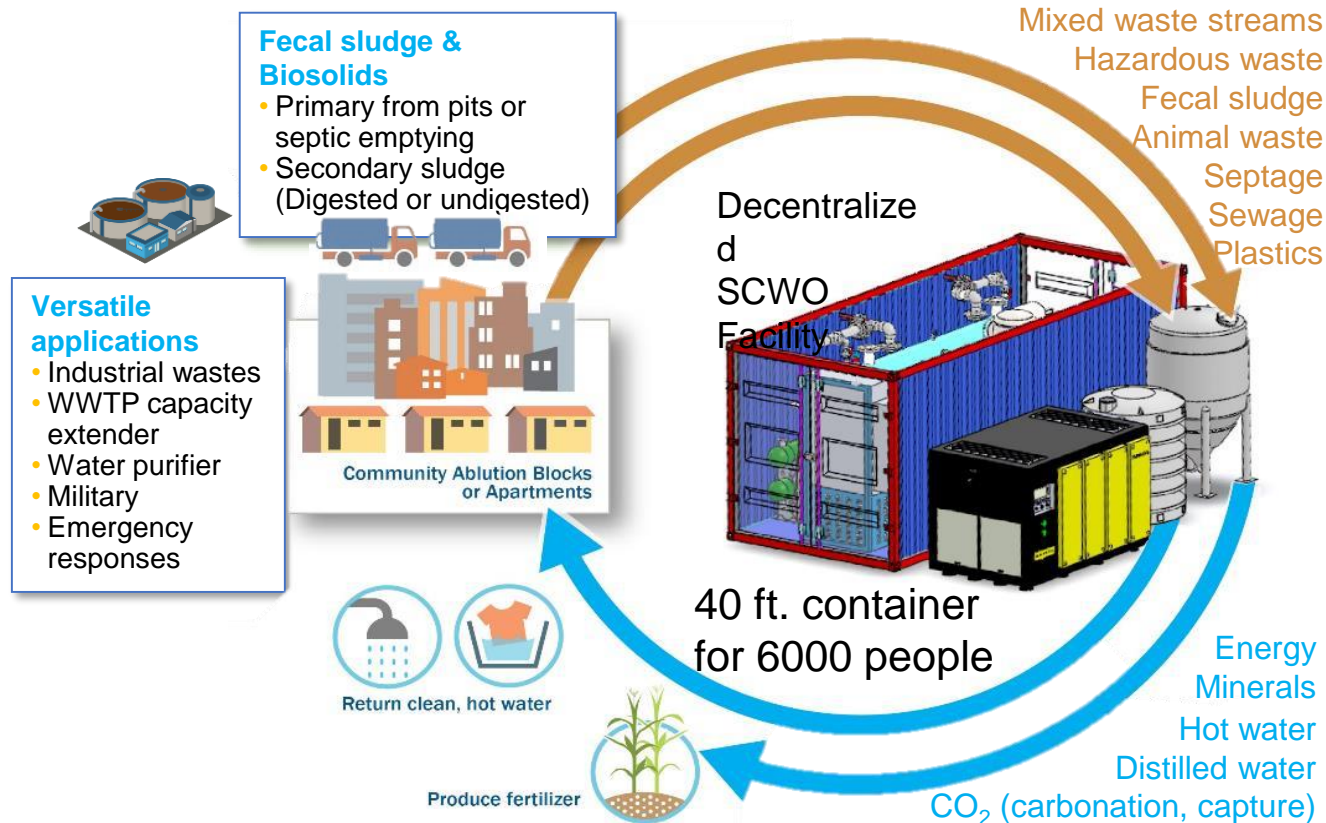 Fecal sludge &
Biosolids
• Primary from pits or
septic emptying
• Secondary sludge
(Digested or undigested)
Versatile
applications
• Industrial wastes
• WWTP capacity
extender
• Water purifier
• Military
• Emergency
responses
Community Ablution Blocks
or Apartments
Mixed waste streams
Hazardous waste
Fecal sludge
Animal waste
Septage
Sewage
Plastics
Decentralize
d
SCWO
Facility
40 ft. container
for 6000 people
Return clean, hot water
Produce fertilizer
Energy
Minerals
Hot water
Distilled water
CO₂ (carbonation, capture)